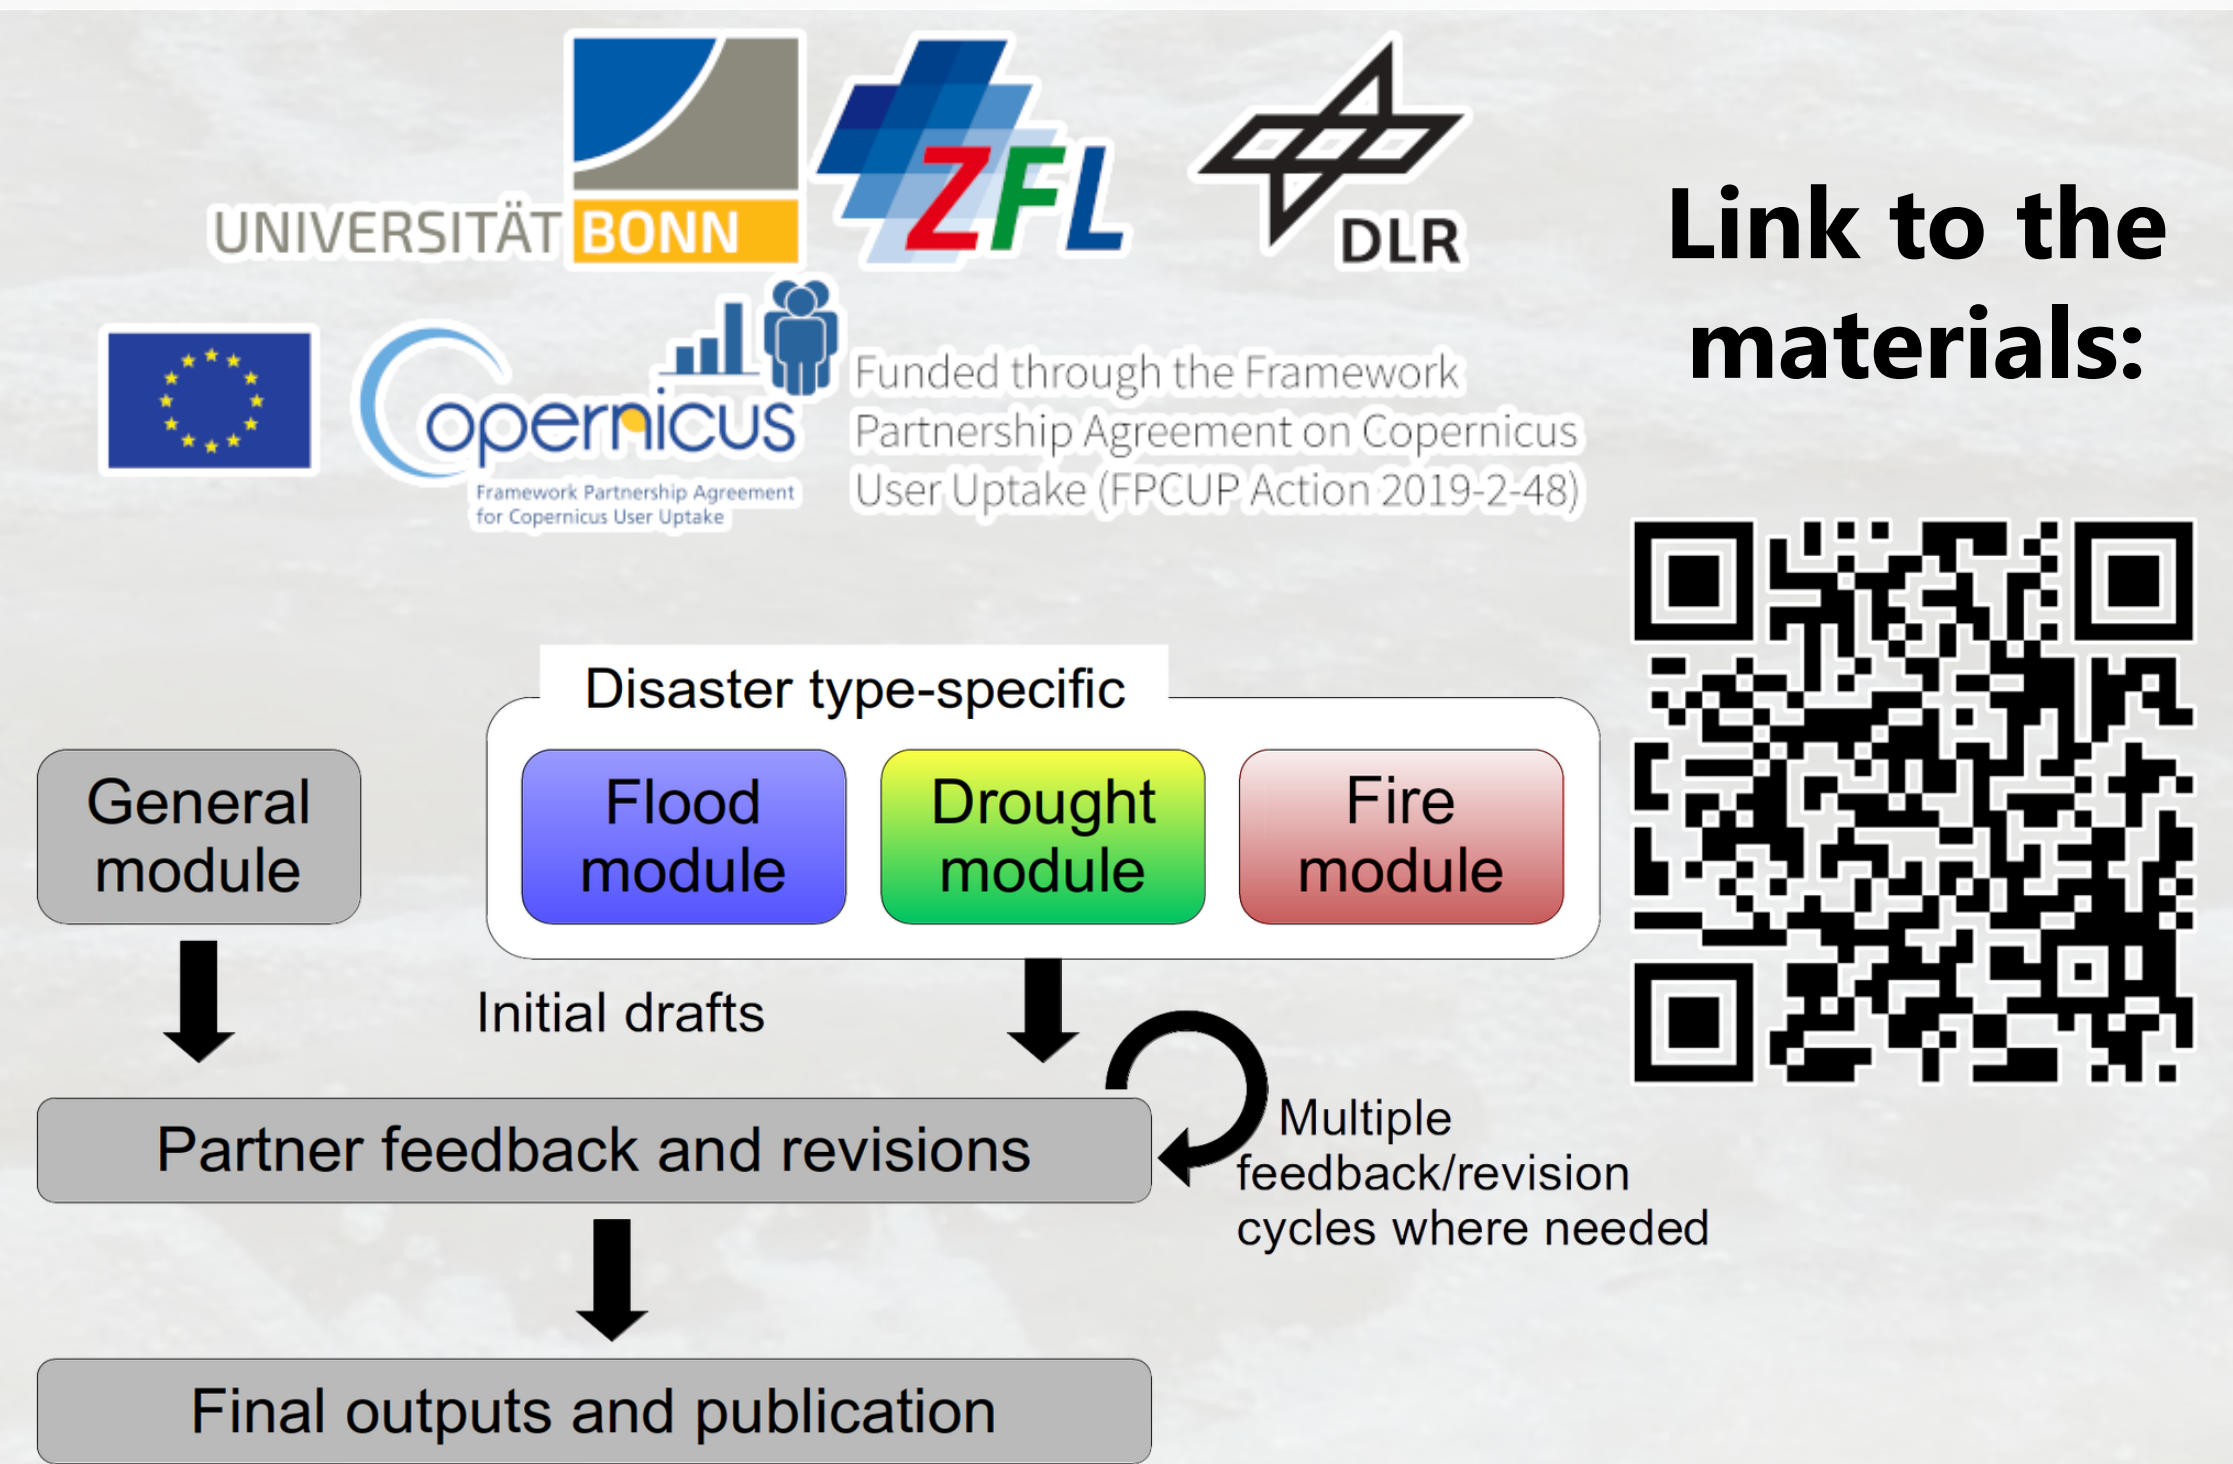 UNIVERSITÄT BONN
ZFL
DLR
Link to the
materials:
opernicus
Framework Partnership Agreement
for Copernicus User Uptake
Funded through the Framework
Partnership Agreement on Copernicus
User Uptake (FPCUP Action 2019-2-48)
Disaster type-specific
General
module
Flood
module
Drought
module
Fire
module
Initial drafts
Partner feedback and revisions
Multiple
feedback/revision
cycles where needed
Final outputs and publication